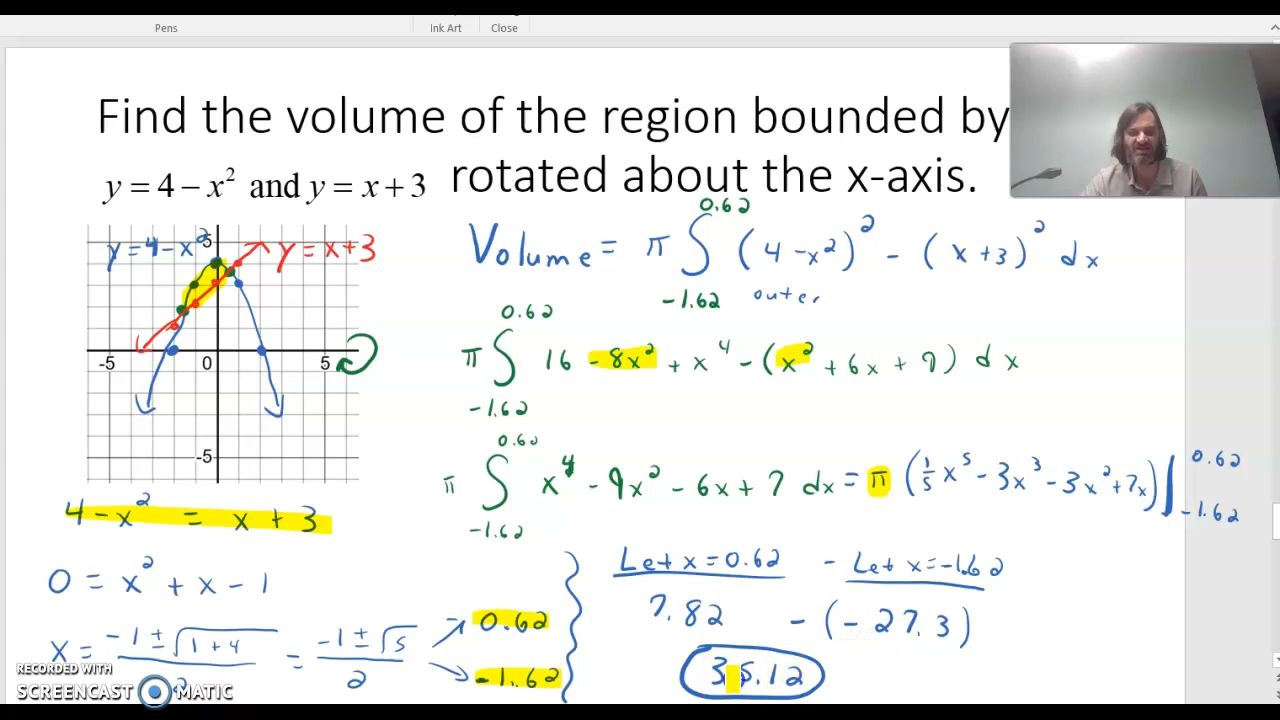 Pens
Ink Art
Close
Find the volume of the region bounded by
y = 4 − x² and y = x + 3 rotated about the x-axis.
y = 4 − x²
y = x + 3
5
-5
0
5
-5
4 − x² = x + 3
0 = x² + x − 1
x = (−1 ± √(1 + 4)) / 2 = (−1 ± √5) / 2
0.62
−1.62
Volume = π ∫_{−1.62}^{0.62} (4 − x²)² − (x + 3)² dx
outer
π ∫_{−1.62}^{0.62} 16 − 8x² + x⁴ − (x² + 6x + 9) dx
π ∫_{−1.62}^{0.62} x⁴ − 9x² − 6x + 7 dx = π (1/5 x⁵ − 3x³ − 3x² + 7x) |_{−1.62}^{0.62}
Let x = 0.62 − Let x = −1.62
7.82 − (−27.3)
35.12
RECORDED WITH
SCREENCAST MATIC